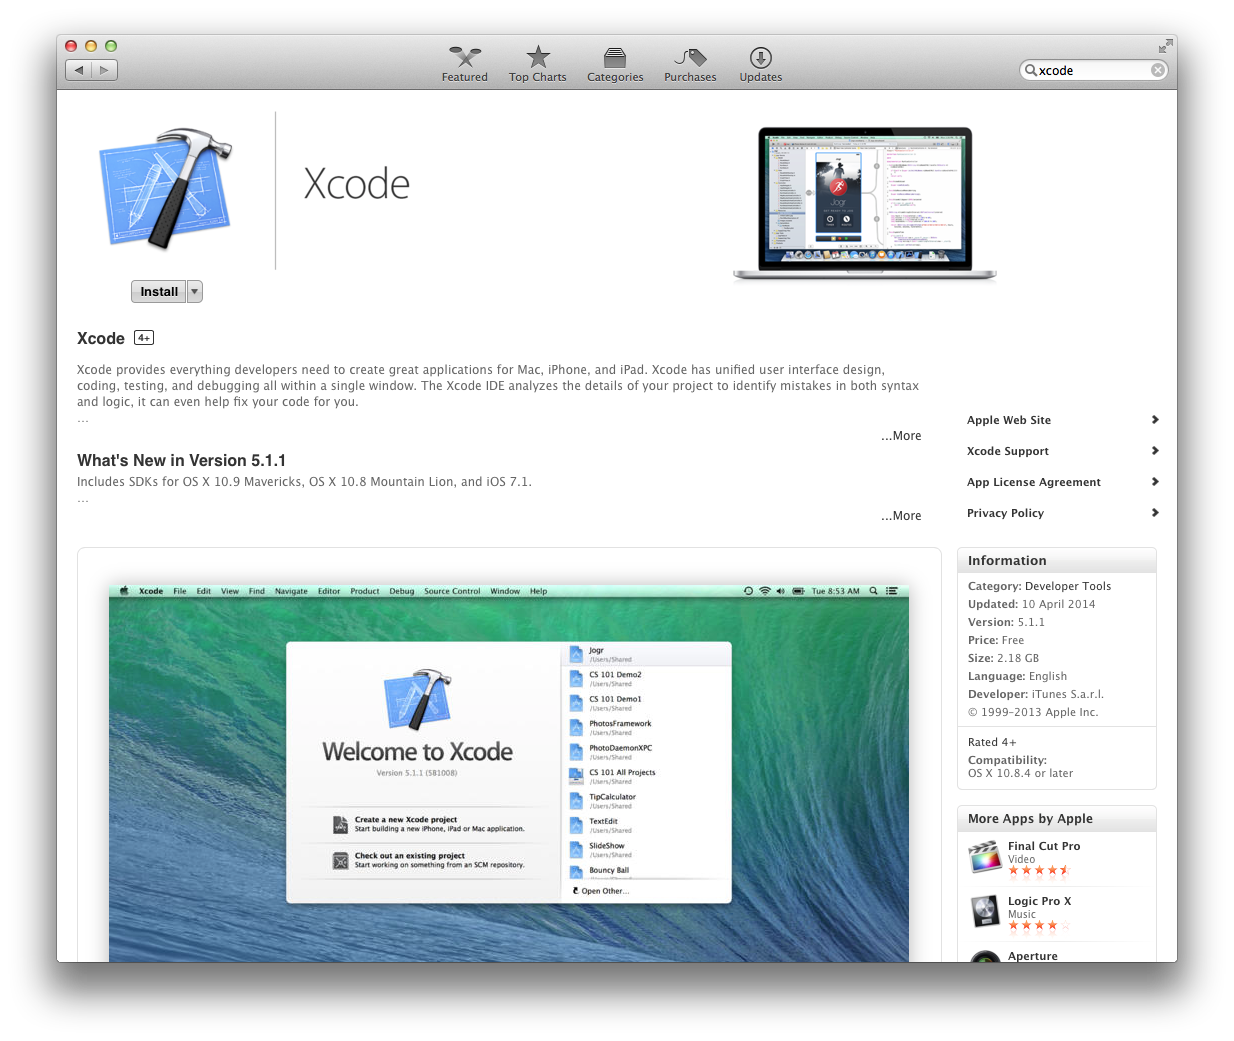 Featured
Top Charts
Categories
Purchases
Updates
xcode
Xcode
Jogr
Install
Xcode 4+
Xcode provides everything developers need to create great applications for Mac, iPhone, and iPad. Xcode has unified user interface design,
coding, testing, and debugging all within a single window. The Xcode IDE analyzes the details of your project to identify mistakes in both syntax
and logic, it can even help fix your code for you.
...
...More
What's New in Version 5.1.1
Includes SDKs for OS X 10.9 Mavericks, OS X 10.8 Mountain Lion, and iOS 7.1.
...
...More
Apple Web Site
Xcode Support
App License Agreement
Privacy Policy
Xcode File Edit View Find Navigate Editor Product Debug Source Control Window Help
Tue 8:53 AM
Welcome to Xcode
Version 5.1.1 (5B1008)
Create a new Xcode project
Start building a new iPhone, iPad or Mac application.
Check out an existing project
Start working on something from an SCM repository.
Jogr
/Users/Shared
CS 101 Demo2
/Users/Shared
CS 101 Demo1
/Users/Shared
PhotosFramework
/Users/Shared
PhotoDaemonXPC
/Users/Shared
CS 101 All Projects
/Users/Shared
TipCalculator
/Users/Shared
TextEdit
/Users/Shared
SlideShow
/Users/Shared
Bouncy Ball
Open Other...
Information
Category: Developer Tools
Updated: 10 April 2014
Version: 5.1.1
Price: Free
Size: 2.18 GB
Language: English
Developer: iTunes S.a.r.l.
© 1999-2013 Apple Inc.
Rated 4+
Compatibility:
OS X 10.8.4 or later
More Apps by Apple
Final Cut Pro
Video
Logic Pro X
Music
Aperture